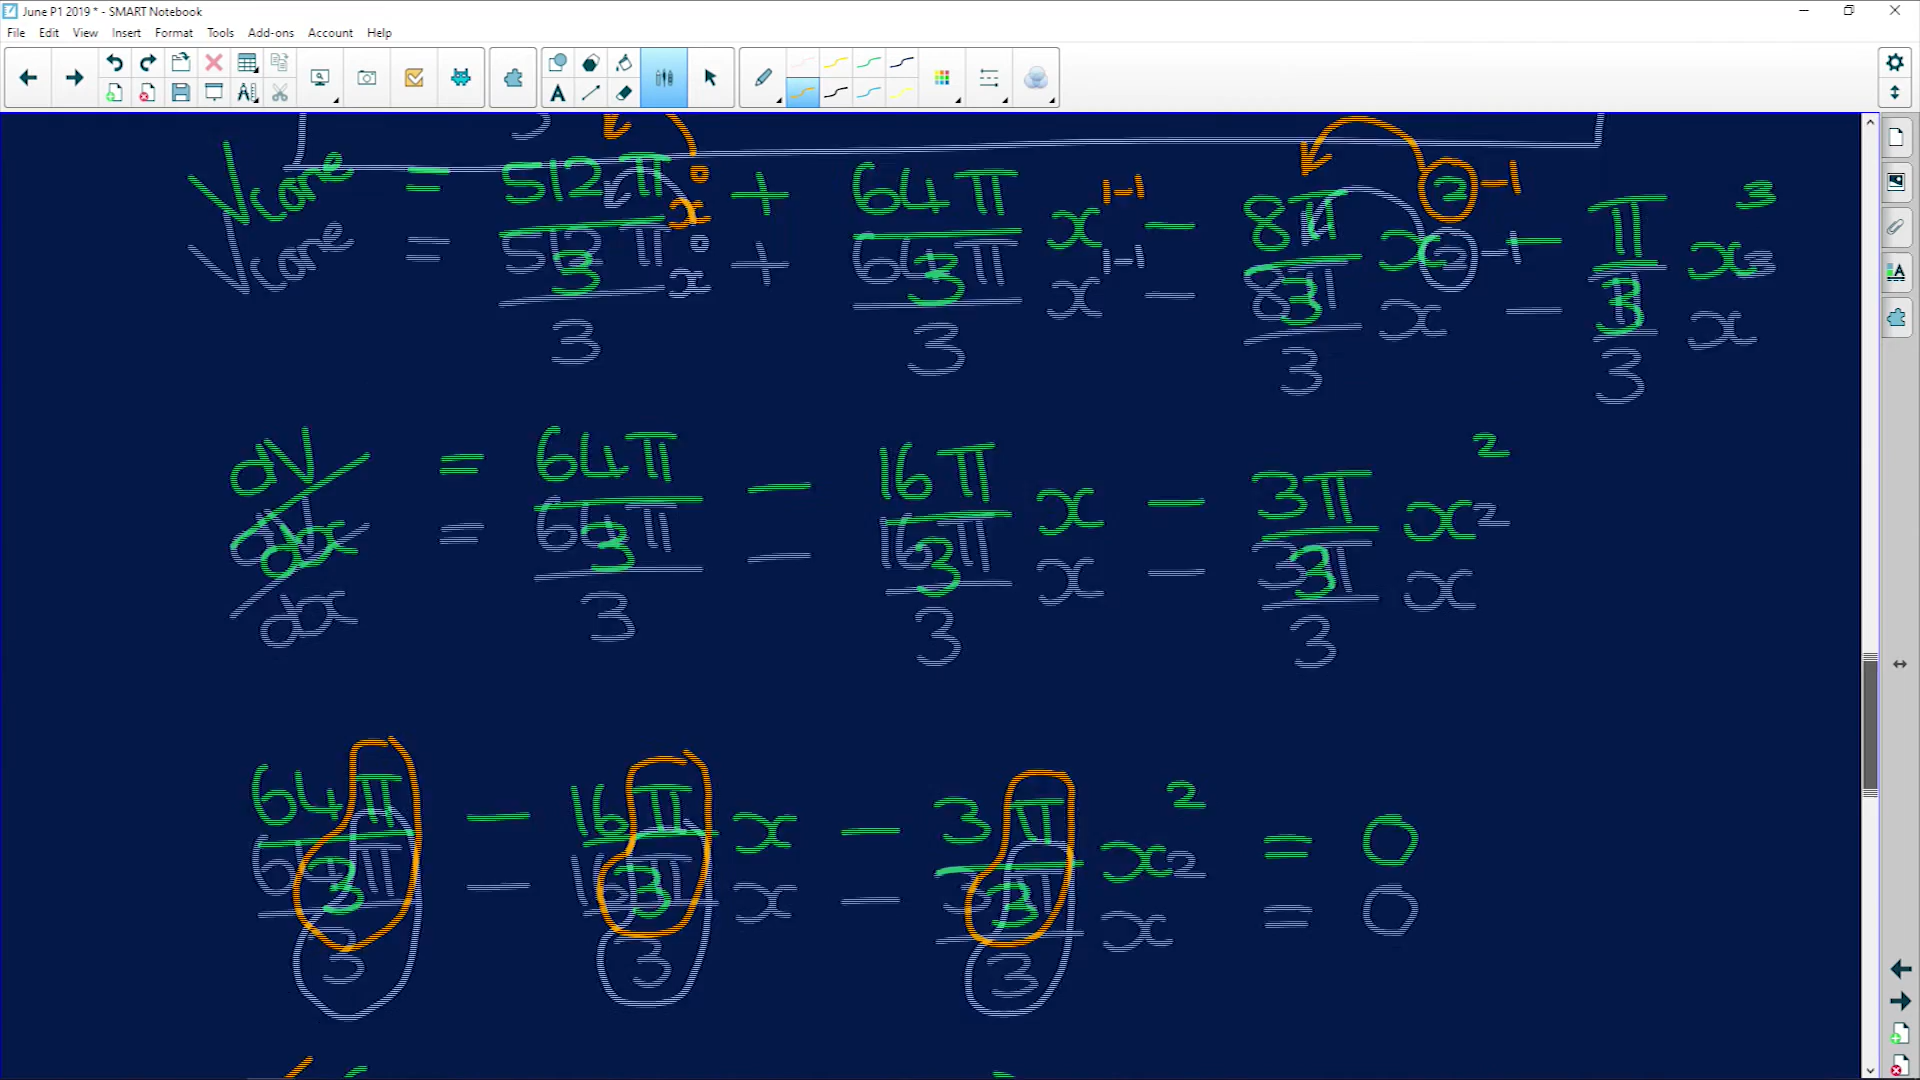 June P1 2019 * - SMART Notebook
File Edit View Insert Format Tools Add-ons Account Help
Vcone = 512π/3 x⁰ + 64π/3 x¹⁻¹ − 8π/3 x²⁻¹ − π/3 x³
dV/dx = 64π/3 − 16π/3 x − 3π/3 x²
64π/3 − 16π/3 x − 3π/3 x² = 0